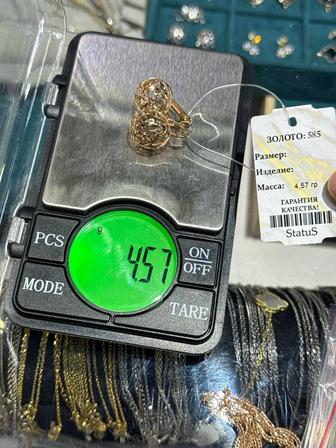 ЗОЛОТО: 585
Размер:
Изделие:
Масса: 4,57 гр
ГАРАНТИЯ
КАЧЕСТВА!
StatuS
g
4.57
PCS
ON
OFF
MODE
TARE